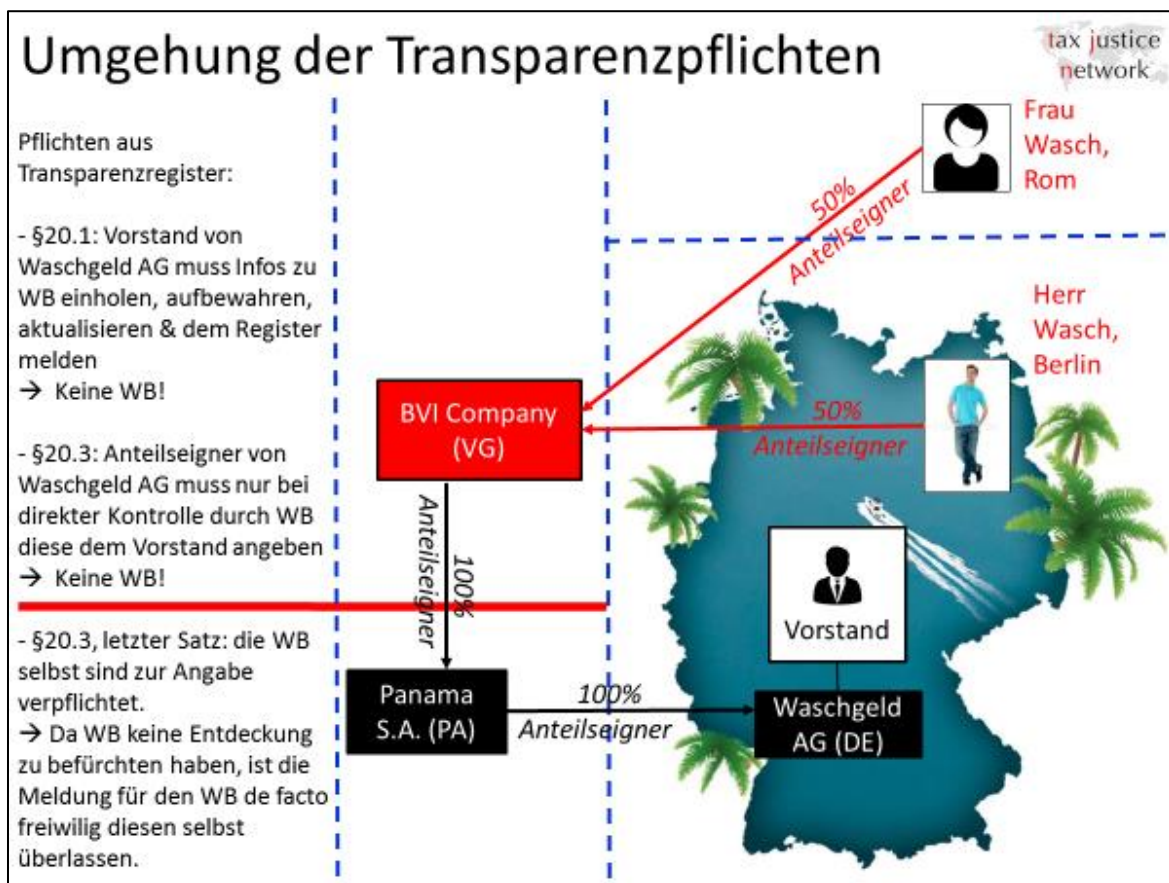 Umgehung der Transparenzpflichten
tax justice
network
Pflichten aus
Transparenzregister:
- §20.1: Vorstand von
Waschgeld AG muss Infos zu
WB einholen, aufbewahren,
aktualisieren & dem Register
melden
→ Keine WB!
- §20.3: Anteilseigner von
Waschgeld AG muss nur bei
direkter Kontrolle durch WB
diese dem Vorstand angeben
→ Keine WB!
- §20.3, letzter Satz: die WB
selbst sind zur Angabe
verpflichtet.
→ Da WB keine Entdeckung
zu befürchten haben, ist die
Meldung für den WB de facto
freiwilig diesen selbst
überlassen.
Frau
Wasch,
Rom
50%
Anteilseigner
Herr
Wasch,
Berlin
50%
Anteilseigner
BVI Company
(VG)
100%
Anteilseigner
Panama
S.A. (PA)
100%
Anteilseigner
Vorstand
Waschgeld
AG (DE)